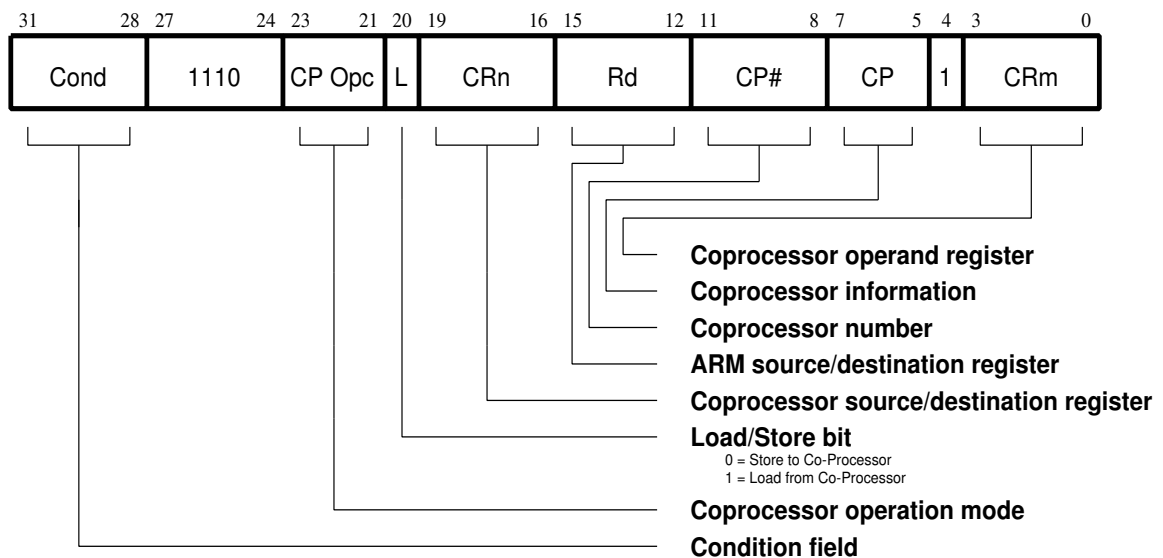 31 28 27 24 23 21 20 19 16 15 12 11 8 7 5 4 3 0
Cond 1110 CP Opc L CRn Rd CP# CP 1 CRm
Coprocessor operand register
Coprocessor information
Coprocessor number
ARM source/destination register
Coprocessor source/destination register
Load/Store bit
0 = Store to Co-Processor
1 = Load from Co-Processor
Coprocessor operation mode
Condition field